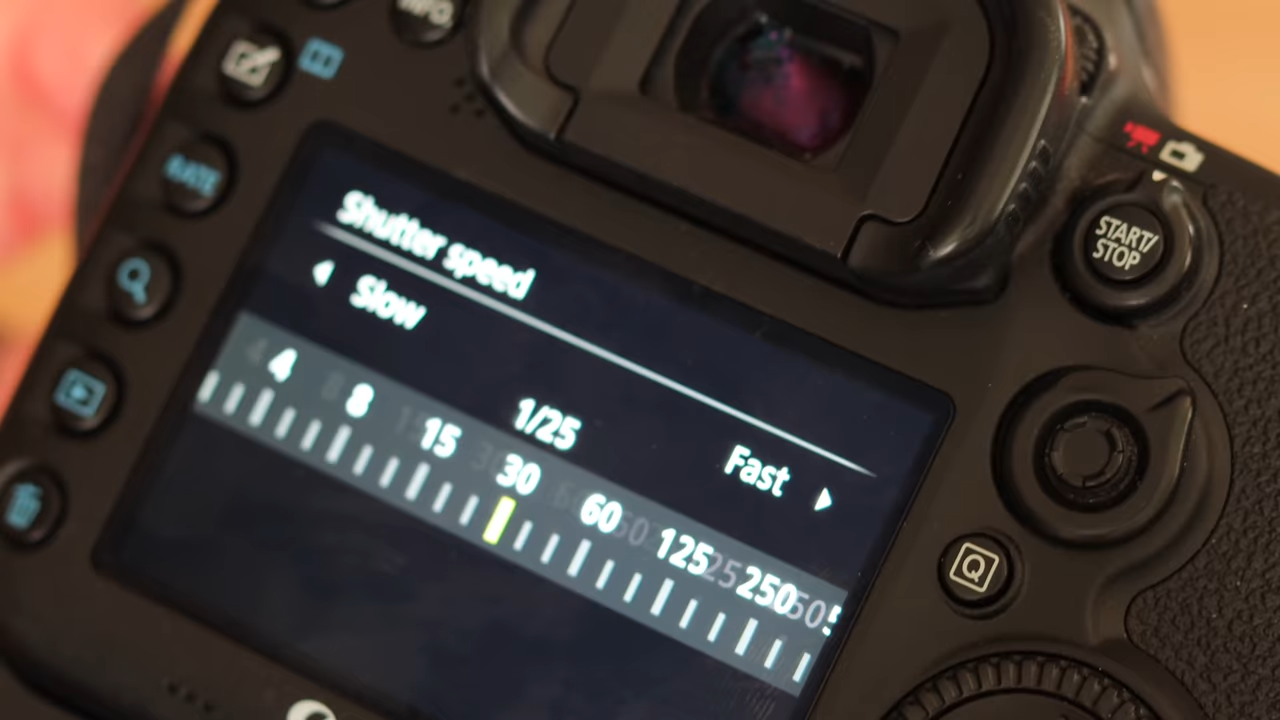 INFO.
RATE
START/
STOP
Shutter speed
Slow
1/25
Fast
4 8 15 30 60 125 250
Q